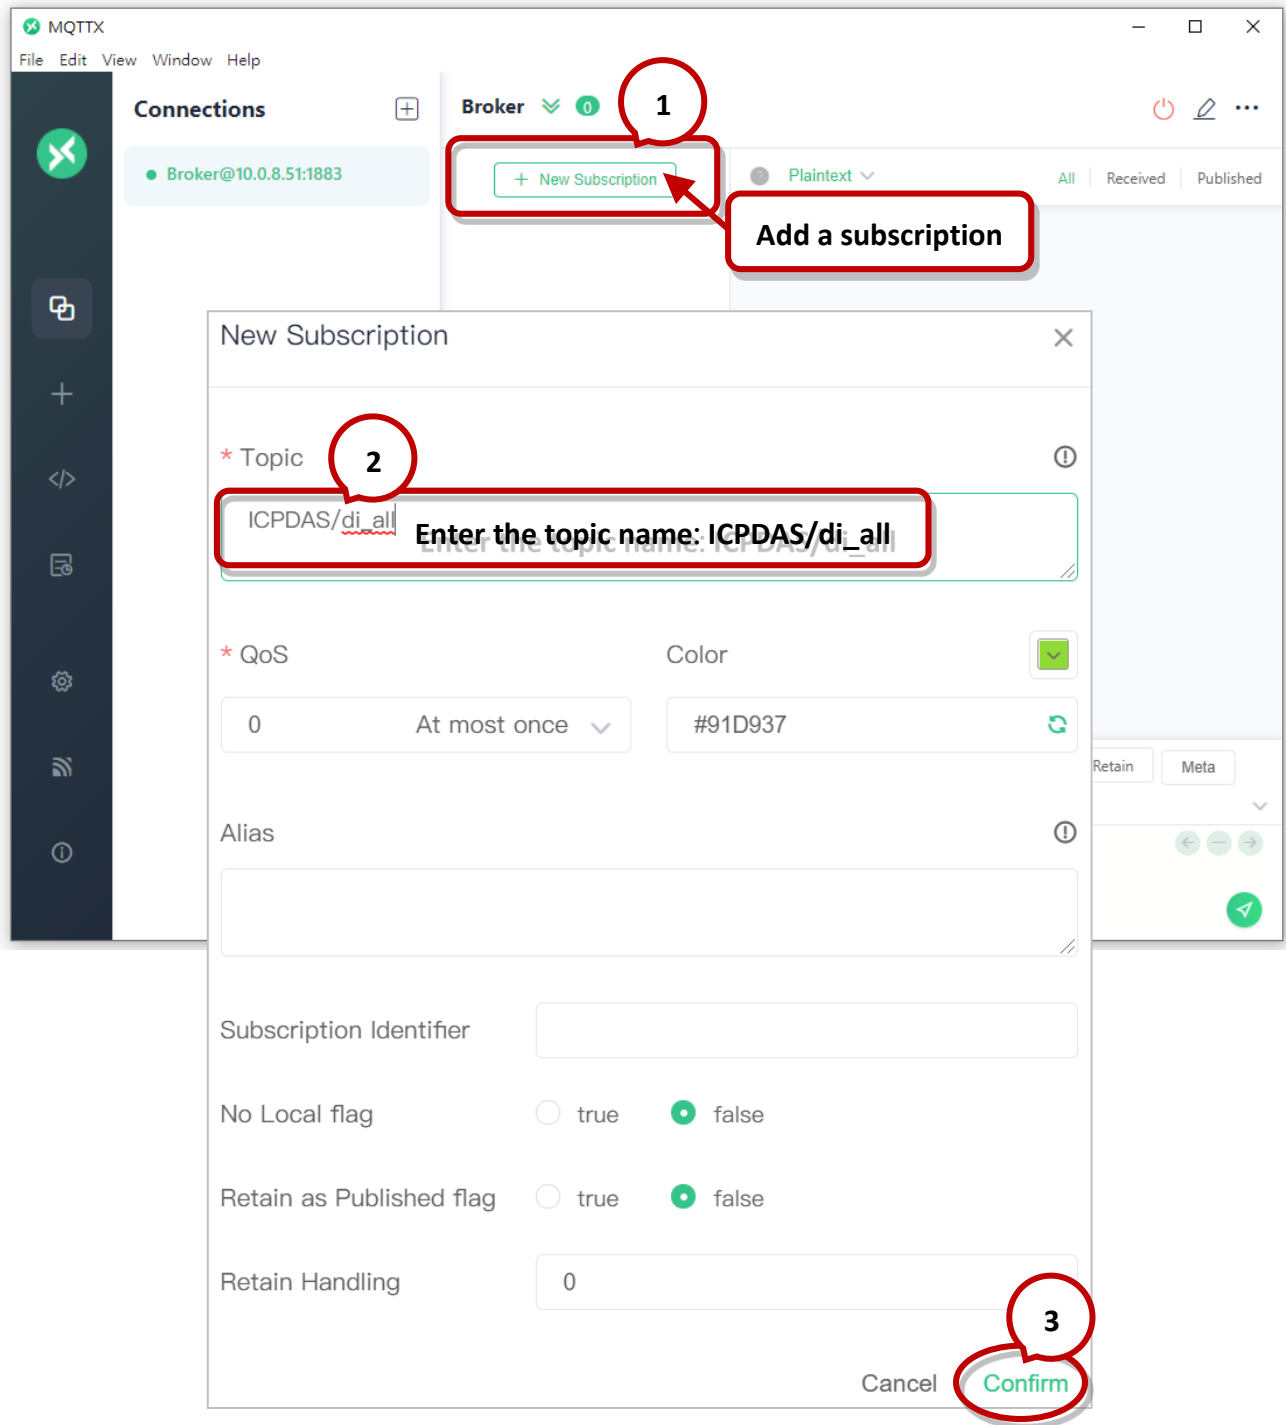 MQTTX
File Edit View Window Help
Connections
Broker 0
1
Broker@10.0.8.51:1883
+ New Subscription
? Plaintext
All Received Published
Add a subscription
New Subscription
* Topic
2
ICPDAS/di_all
Enter the topic name: ICPDAS/di_all
* QoS
Color
0 At most once
#91D937
Retain Meta
Alias
Subscription Identifier
No Local flag true false
Retain as Published flag true false
Retain Handling 0
3
Cancel Confirm